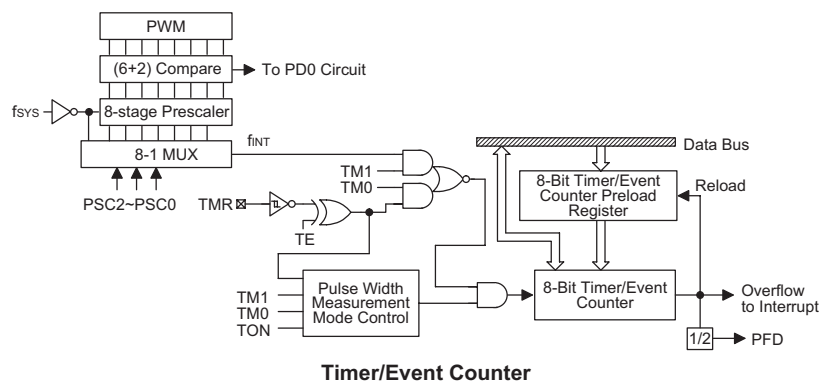 PWM
(6+2) Compare
To PD0 Circuit
fSYS
8-stage Prescaler
8-1 MUX
fINT
PSC2~PSC0
TM1
TM0
TMR
TE
Data Bus
8-Bit Timer/Event
Counter Preload
Register
Reload
TM1
TM0
TON
Pulse Width
Measurement
Mode Control
8-Bit Timer/Event
Counter
Overflow
to Interrupt
1/2
PFD
Timer/Event Counter